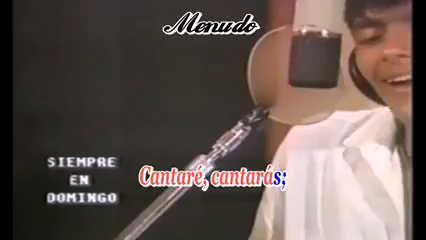 Menudo
SIEMPRE
EN
DOMINGO
Cantaré, cantarás;